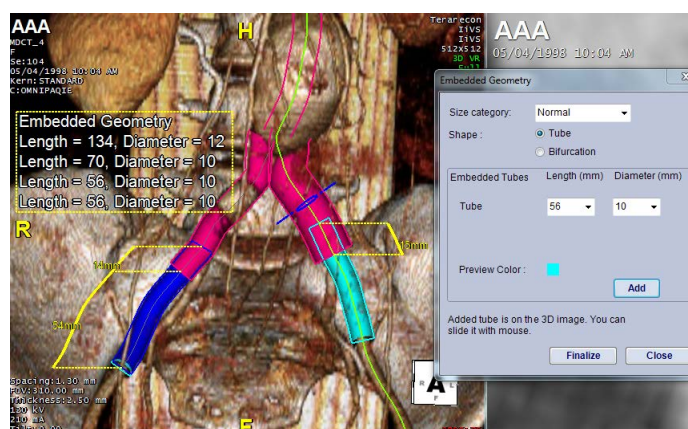 AAA
MDCT_4
F
Se:104
05/04/1998 10:04 AM
Kern:STANDARD
C:OMNIPAQIE
H
Terarecon
IiVS
IiVS
512X512
3D VR
Full
Embedded Geometry
Length = 134, Diameter = 12
Length = 70, Diameter = 10
Length = 56, Diameter = 10
Length = 56, Diameter = 10
R
15mm
14mm
54mm
Spacing:1.30 mm
FOV:310.00 mm
Thickness:2.50 mm
120 kV
210 mA
A
R
L
F
F
AAA
05/04/1998 10:04 AM
Embedded Geometry
x
Size category:
Normal
Shape :
Tube
Bifurcation
Embedded Tubes Length (mm) Diameter (mm)
Tube 56 10
Preview Color :
Add
Added tube is on the 3D image. You can
slide it with mouse.
Finalize Close